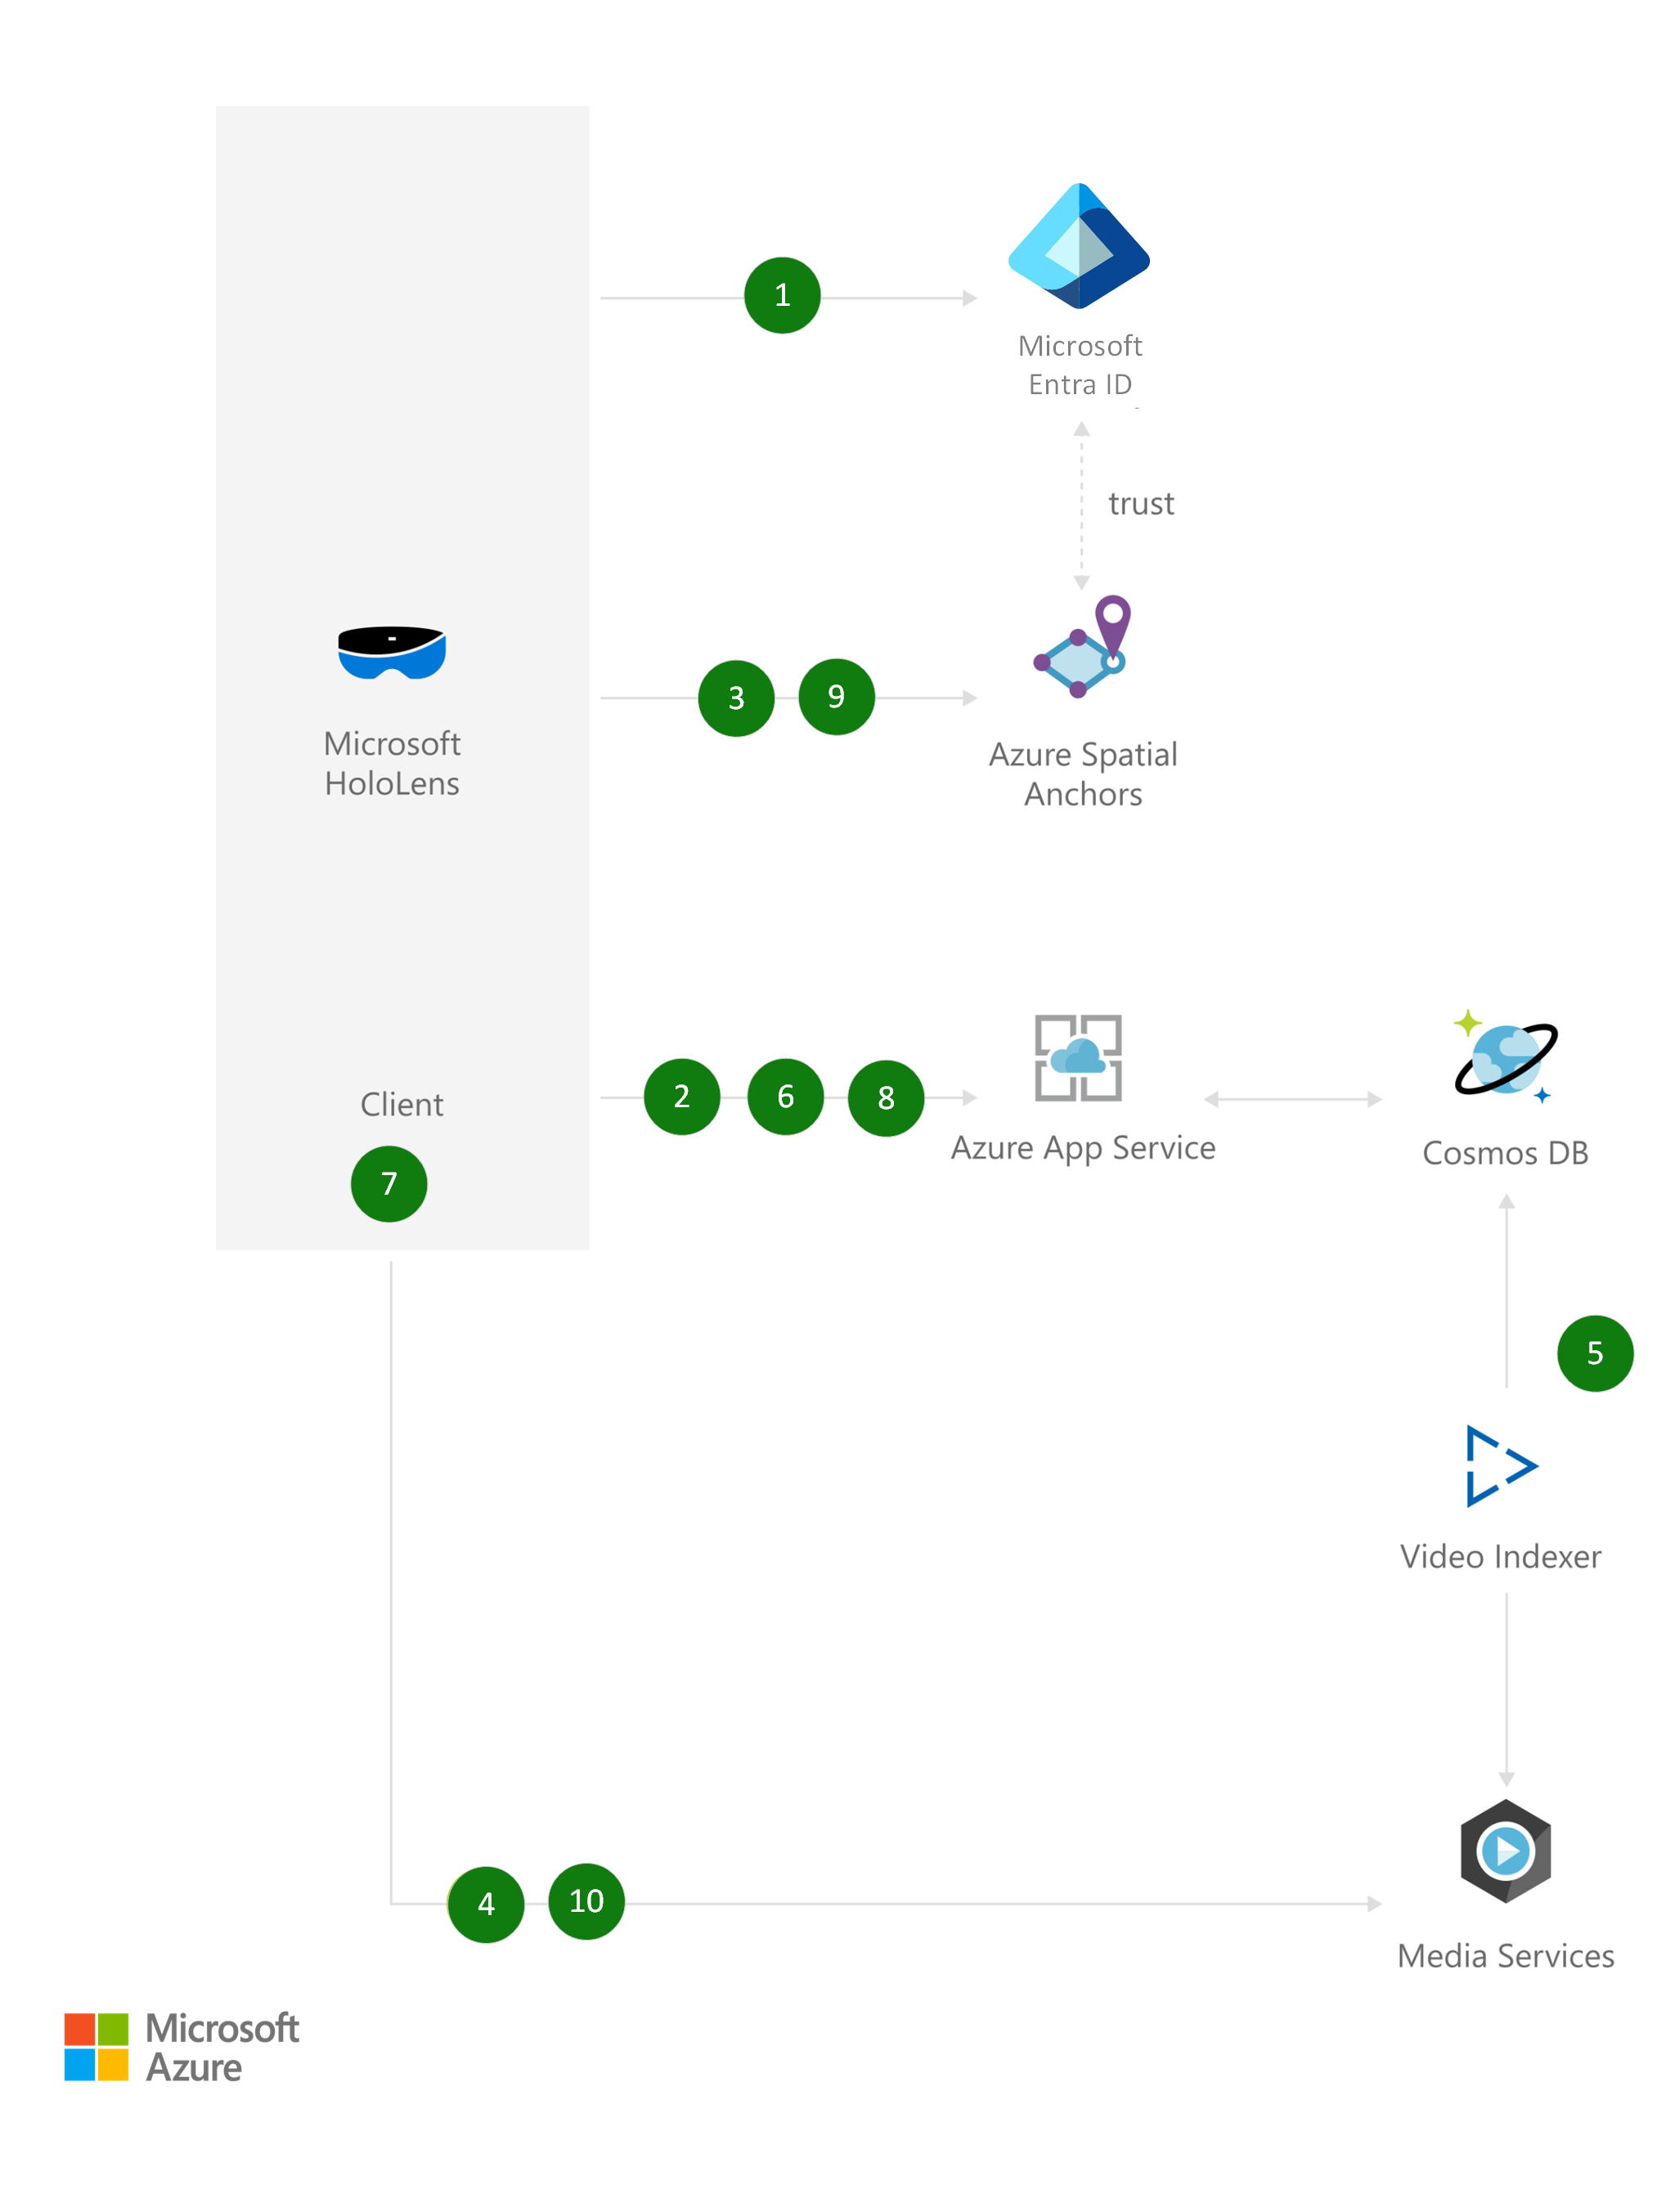 1
Microsoft
Entra ID
trust
Microsoft
HoloLens
3
9
Azure Spatial
Anchors
Client
7
2
6
8
Azure App Service
Cosmos DB
5
Video Indexer
4
10
Media Services
Microsoft
Azure